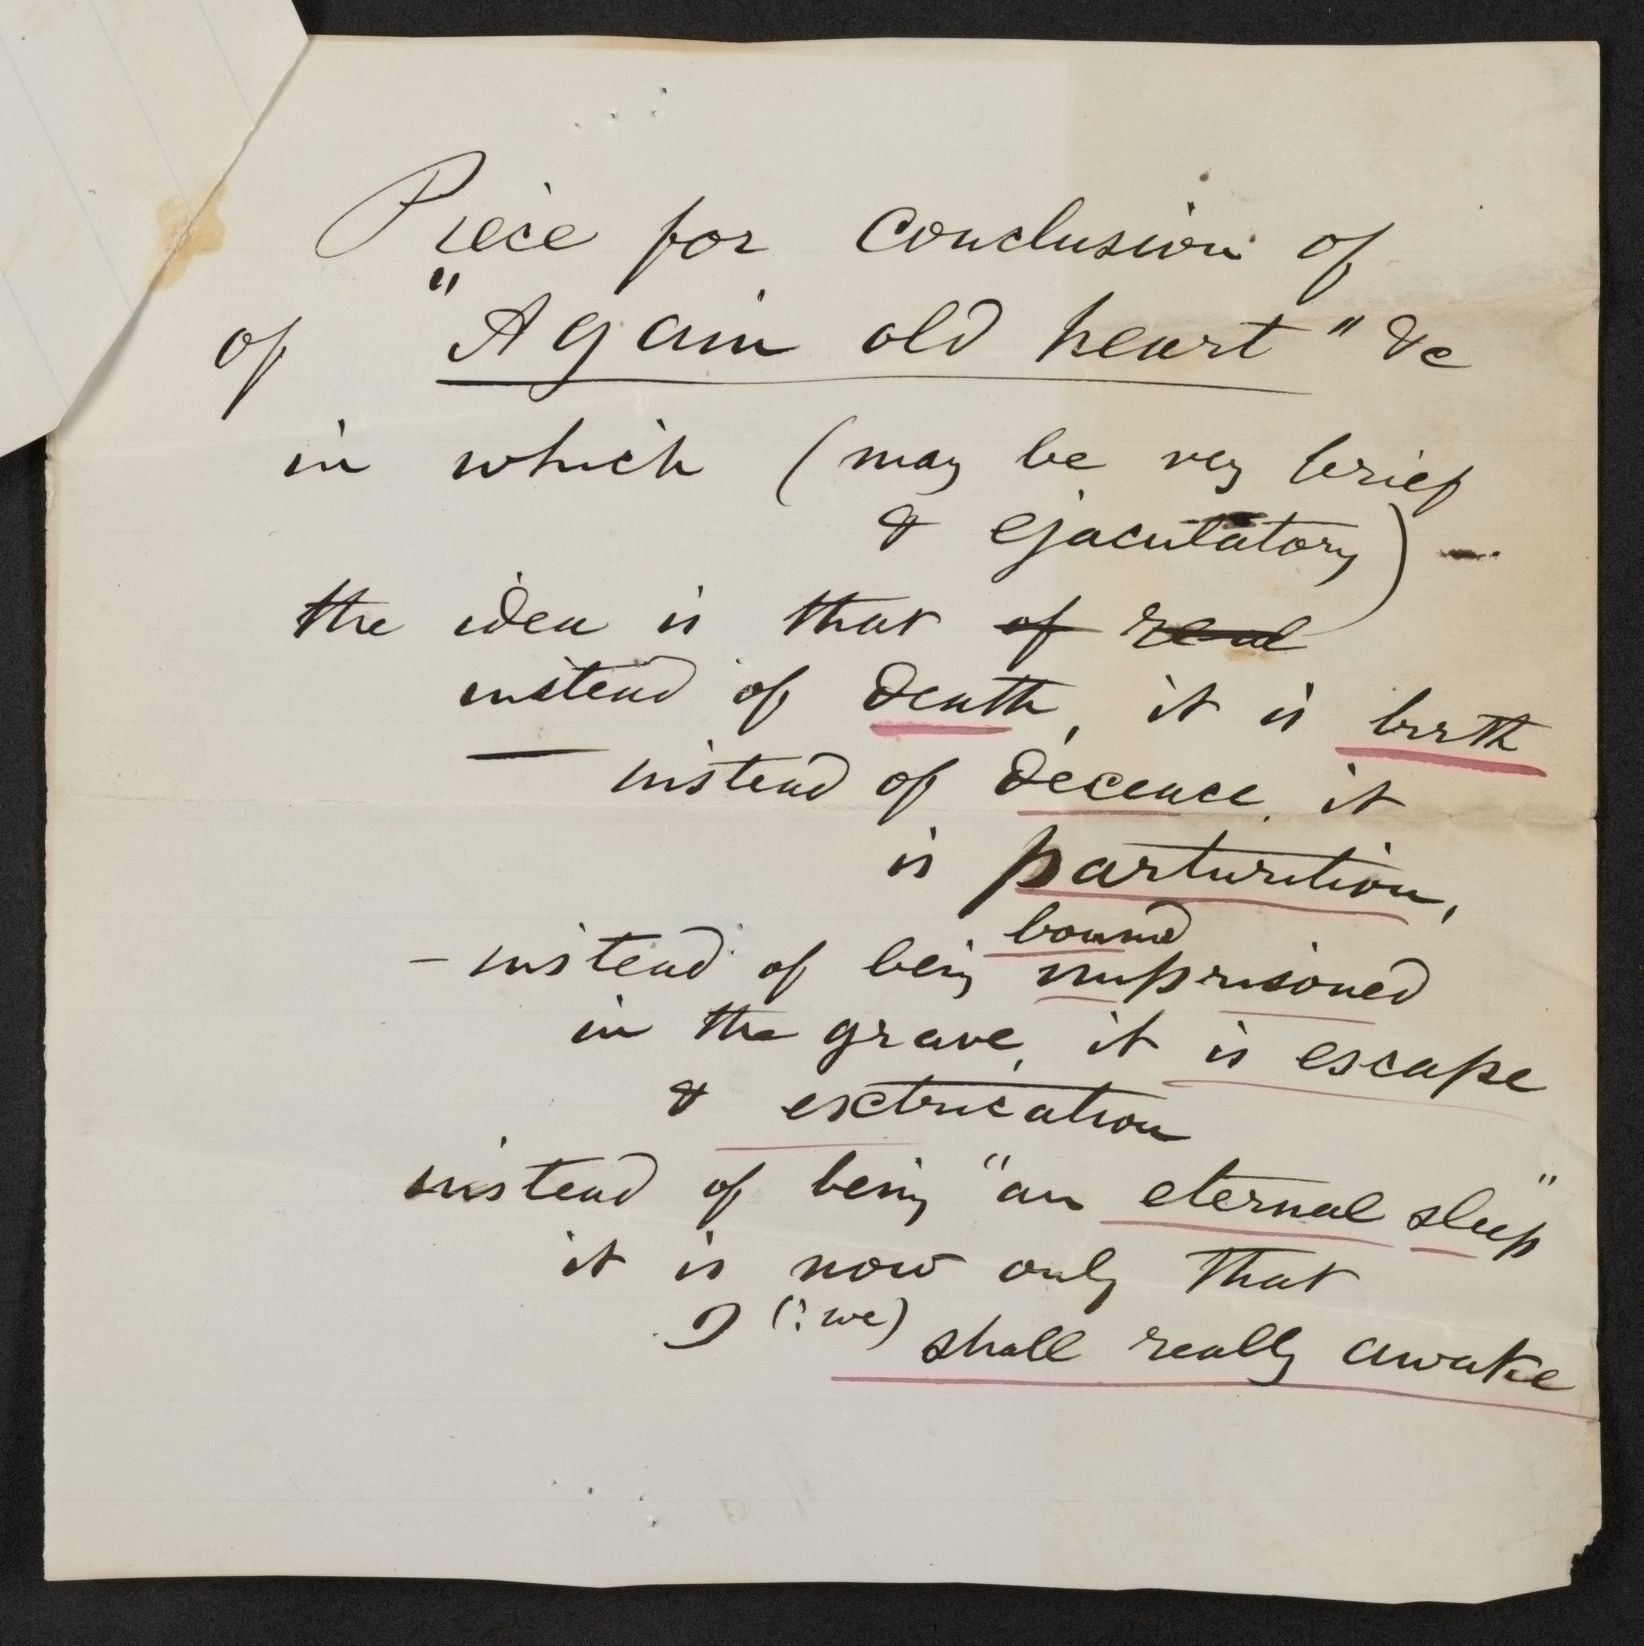 Piece for conclusion of
of "Again old heart" &c
in which (may be very brief
& ejaculatory) —
the idea is that of real
instead of death, it is birth
— instead of decease, it
is parturition,
bound
– instead of being imprisoned
in the grave, it is escape
& extrication
instead of being "an eternal sleep"
it is now only that
I (: we) shall really awake